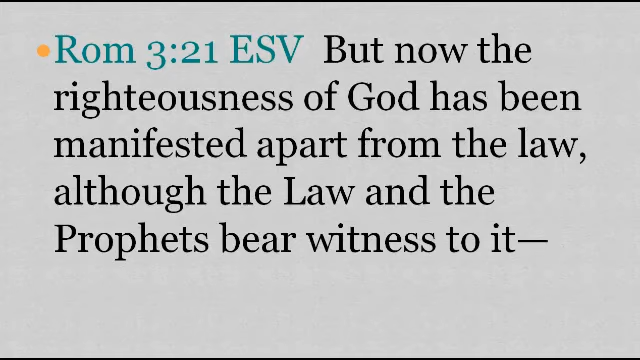 •Rom 3:21 ESV  But now the
righteousness of God has been
manifested apart from the law,
although the Law and the
Prophets bear witness to it—